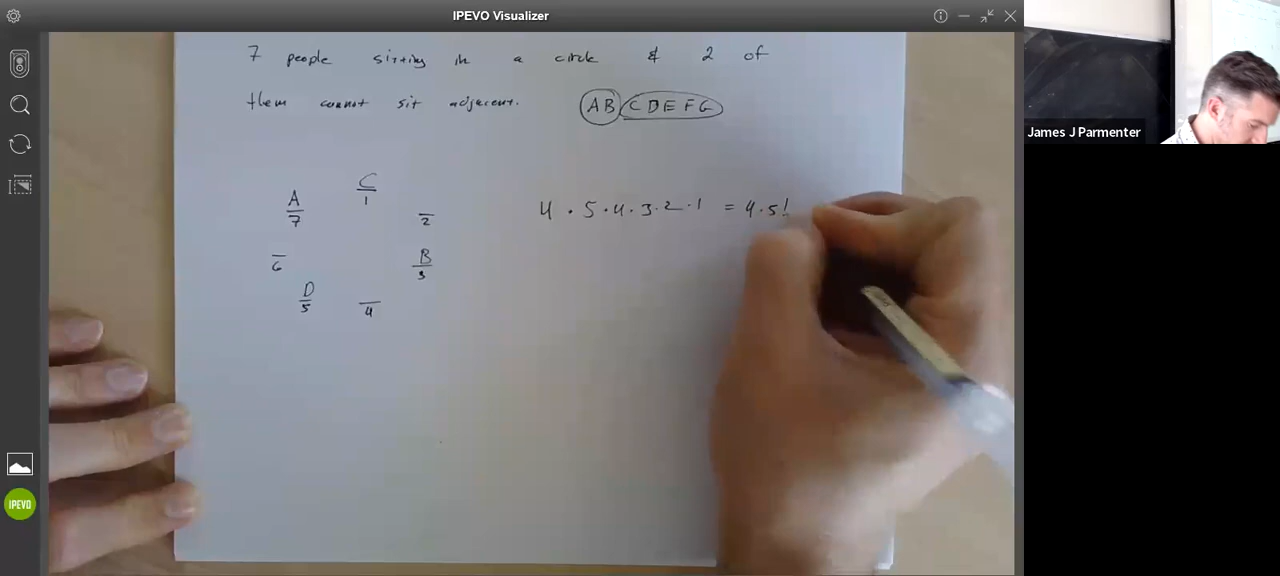 IPEVO Visualizer
7 people sitting in a circle & 2 of
them cannot sit adjacent. AB CDEFG
A C
7 1 2
6 B
3
D
5 4
4 · 5 · 4 · 3 · 2 · 1 = 4 · 5!
James J Parmenter
IPEVO